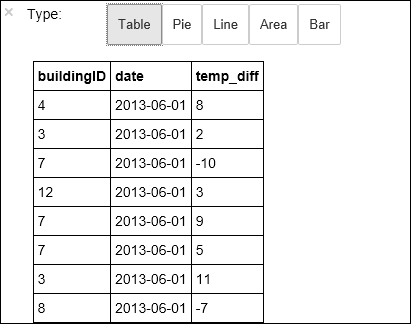 × Type: Table Pie Line Area Bar
buildingID date temp_diff
4 2013-06-01 8
3 2013-06-01 2
7 2013-06-01 -10
12 2013-06-01 3
7 2013-06-01 9
7 2013-06-01 5
3 2013-06-01 11
8 2013-06-01 -7